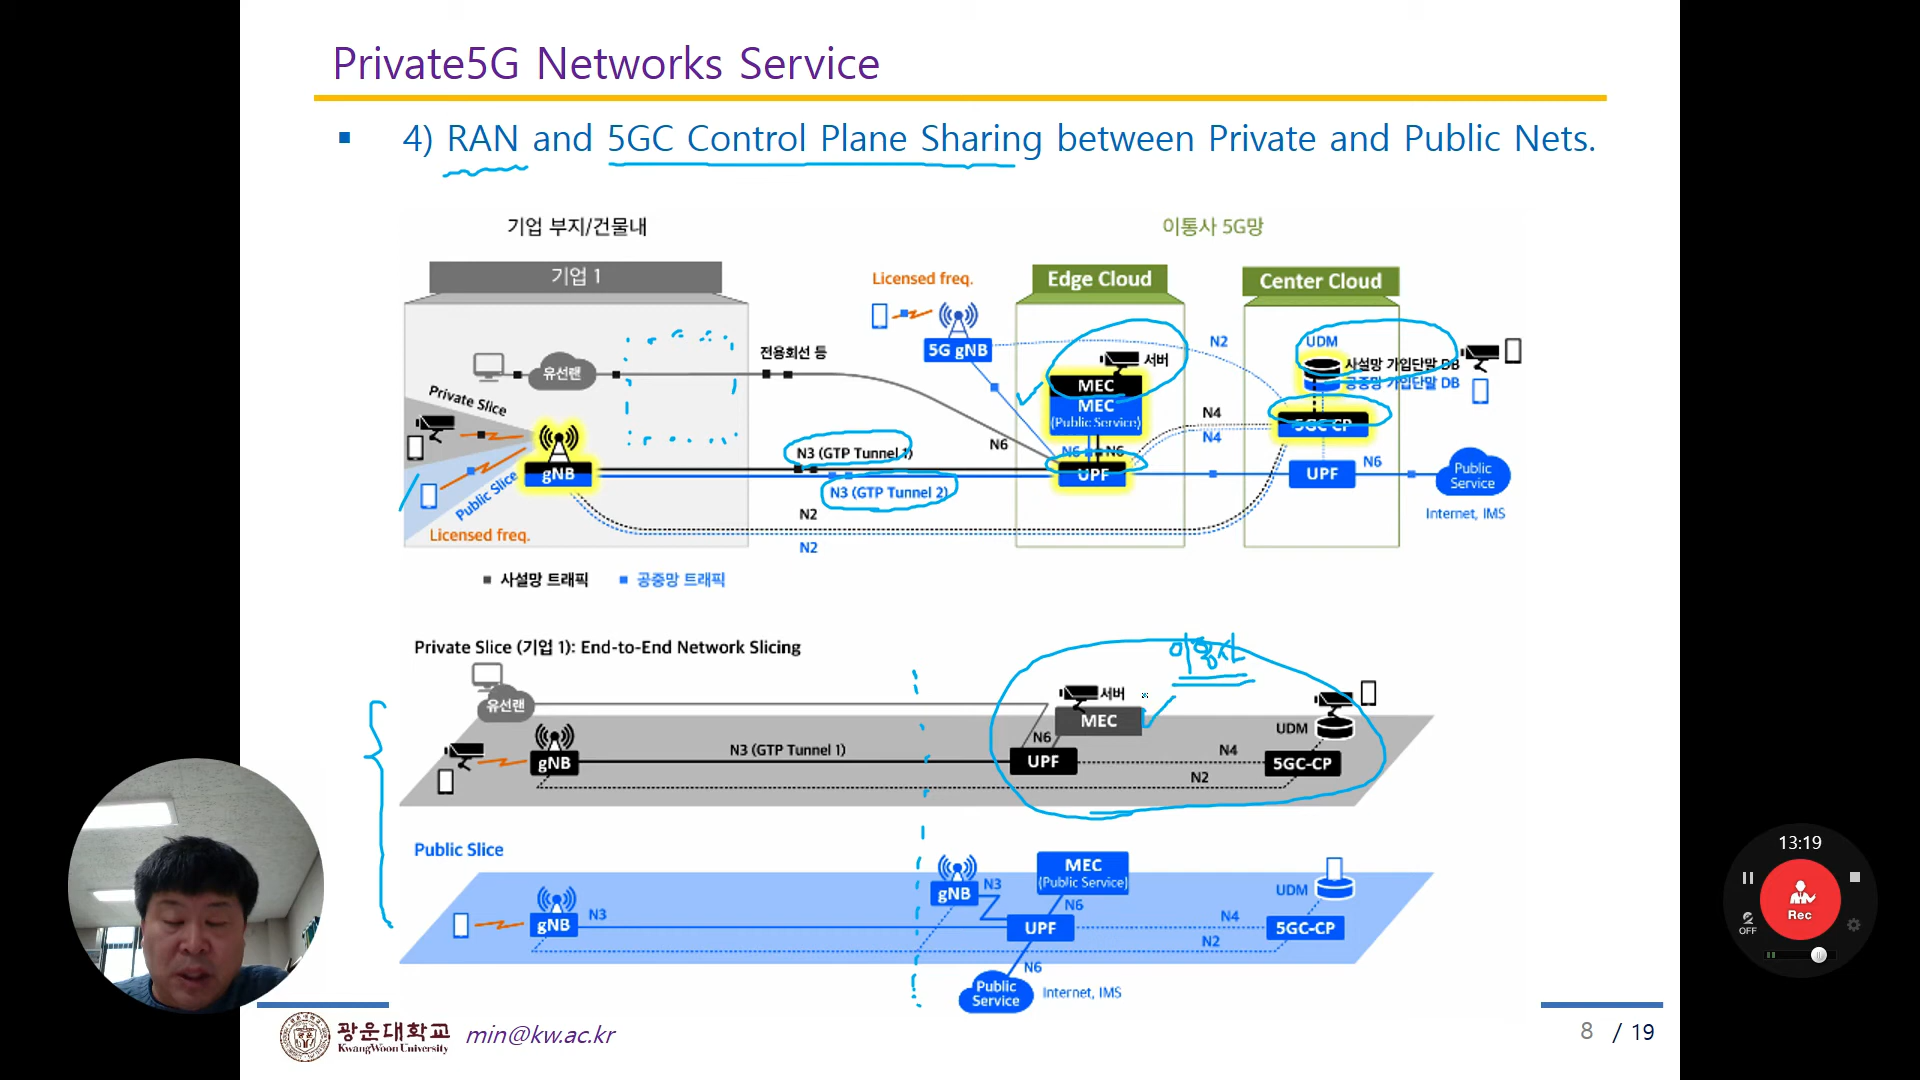 Private5G Networks Service
▪ 4) RAN and 5GC Control Plane Sharing between Private and Public Nets.
기업 부지/건물내
이통사 5G망
기업 1
Licensed freq.
Edge Cloud
Center Cloud
5G gNB
N2
UDM
전용회선 등
서버
사설망 가입단말 DB
공중망 가입단말 DB
유선랜
MEC
MEC
(Public Service)
Private Slice
N4
N4
5GC-CP
N6
N6
N6
N3 (GTP Tunnel 1)
gNB
UPF
UPF
N6
Public
Service
Public Slice
N3 (GTP Tunnel 2)
N2
Internet, IMS
Licensed freq.
N2
■ 사설망 트래픽
■ 공중망 트래픽
Private Slice (기업 1): End-to-End Network Slicing
이통사
유선랜
서버
MEC
UDM
N6
N3 (GTP Tunnel 1)
gNB
UPF
N4
5GC-CP
N2
Public Slice
MEC
(Public Service)
gNB
N3
UDM
N6
gNB
N3
UPF
N4
5GC-CP
N2
N6
Public
Service
Internet, IMS
광운대학교
KwangWoon University
min@kw.ac.kr
8 / 19
13:19
Rec
OFF